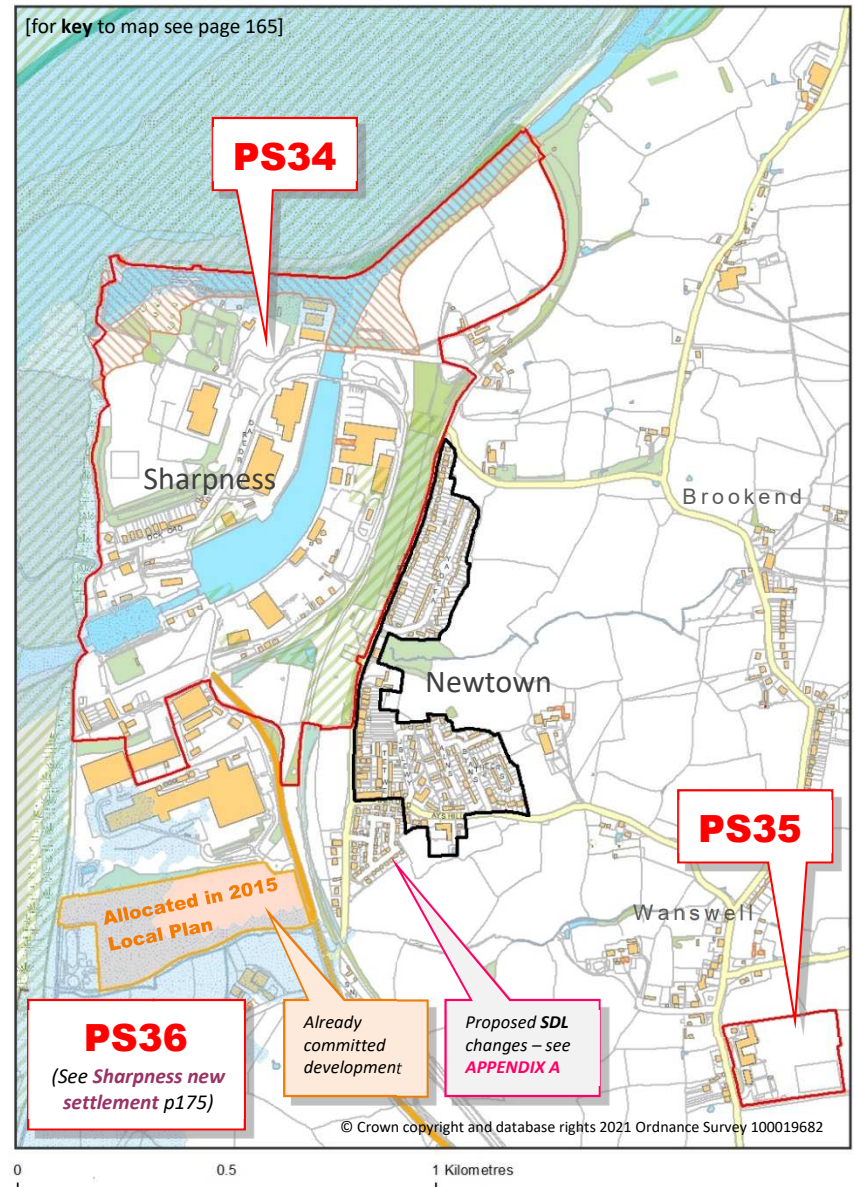 [for key to map see page 165]
PS34
Sharpness
Brookend
Newtown
PS35
Wanswell
Allocated in 2015
Local Plan
PS36
(See Sharpness new
settlement p175)
Already
committed
development
Proposed SDL
changes – see
APPENDIX A
© Crown copyright and database rights 2021 Ordnance Survey 100019682
0 0.5 1 Kilometres